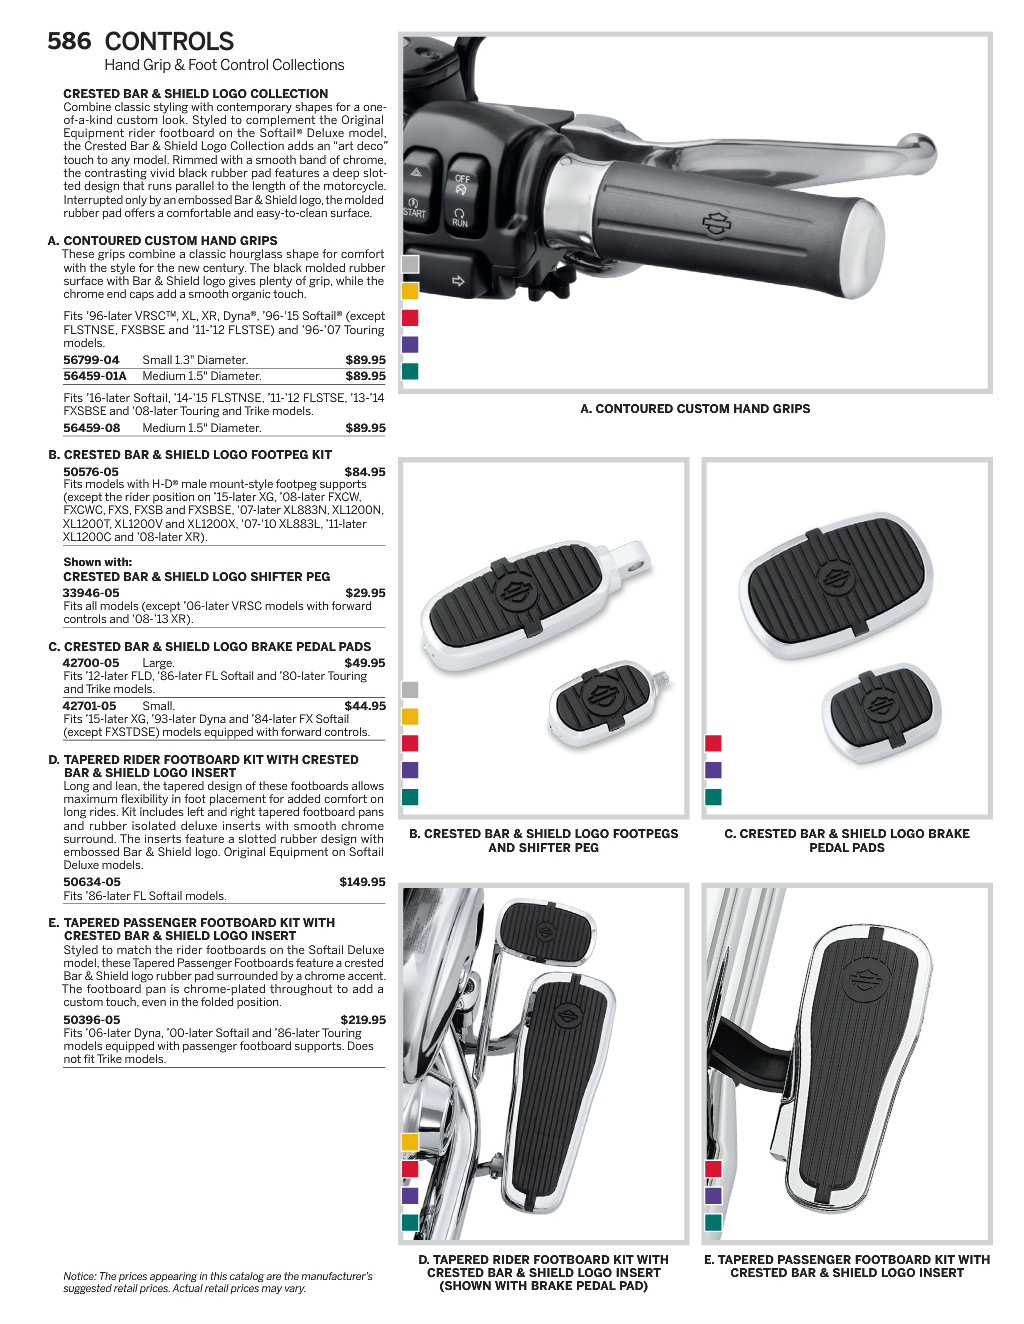 586 CONTROLS
Hand Grip & Foot Control Collections
CRESTED BAR & SHIELD LOGO COLLECTION
Combine classic styling with contemporary shapes for a one-
of-a-kind custom look. Styled to complement the Original
Equipment rider footboard on the Softail® Deluxe model,
the Crested Bar & Shield Logo Collection adds an "art deco"
touch to any model. Rimmed with a smooth band of chrome,
the contrasting vivid black rubber pad features a deep slot-
ted design that runs parallel to the length of the motorcycle.
Interrupted only by an embossed Bar & Shield logo, the molded
rubber pad offers a comfortable and easy-to-clean surface.
A. CONTOURED CUSTOM HAND GRIPS
These grips combine a classic hourglass shape for comfort
with the style for the new century. The black molded rubber
surface with Bar & Shield logo gives plenty of grip, while the
chrome end caps add a smooth organic touch.
Fits '96-later VRSC™, XL, XR, Dyna®, '96-'15 Softail® (except
FLSTNSE, FXSBSE and '11-'12 FLSTSE) and '96-'07 Touring
models.
56799-04 Small 1.3" Diameter. $89.95
56459-01A Medium 1.5" Diameter. $89.95
Fits '16-later Softail, '14-'15 FLSTNSE, '11-'12 FLSTSE, '13-'14
FXSBSE and '08-later Touring and Trike models.
56459-08 Medium 1.5" Diameter. $89.95
B. CRESTED BAR & SHIELD LOGO FOOTPEG KIT
50576-05 $84.95
Fits models with H-D® male mount-style footpeg supports
(except the rider position on '15-later XG, '08-later FXCW,
FXCWC, FXS, FXSB and FXSBSE, '07-later XL883N, XL1200N,
XL1200T, XL1200V and XL1200X, '07-'10 XL883L, '11-later
XL1200C and '08-later XR).
Shown with:
CRESTED BAR & SHIELD LOGO SHIFTER PEG
33946-05 $29.95
Fits all models (except '06-later VRSC models with forward
controls and '08-'13 XR).
C. CRESTED BAR & SHIELD LOGO BRAKE PEDAL PADS
42700-05 Large. $49.95
Fits '12-later FLD, '86-later FL Softail and '80-later Touring
and Trike models.
42701-05 Small. $44.95
Fits '15-later XG, '93-later Dyna and '84-later FX Softail
(except FXSTDSE) models equipped with forward controls.
D. TAPERED RIDER FOOTBOARD KIT WITH CRESTED
BAR & SHIELD LOGO INSERT
Long and lean, the tapered design of these footboards allows
maximum flexibility in foot placement for added comfort on
long rides. Kit includes left and right tapered footboard pans
and rubber isolated deluxe inserts with smooth chrome
surround. The inserts feature a slotted rubber design with
embossed Bar & Shield logo. Original Equipment on Softail
Deluxe models.
50634-05 $149.95
Fits '86-later FL Softail models.
E. TAPERED PASSENGER FOOTBOARD KIT WITH
CRESTED BAR & SHIELD LOGO INSERT
Styled to match the rider footboards on the Softail Deluxe
model, these Tapered Passenger Footboards feature a crested
Bar & Shield logo rubber pad surrounded by a chrome accent.
The footboard pan is chrome-plated throughout to add a
custom touch, even in the folded position.
50396-05 $219.95
Fits '06-later Dyna, '00-later Softail and '86-later Touring
models equipped with passenger footboard supports. Does
not fit Trike models.
Notice: The prices appearing in this catalog are the manufacturer's
suggested retail prices. Actual retail prices may vary.
OFF
START
RUN
A. CONTOURED CUSTOM HAND GRIPS
B. CRESTED BAR & SHIELD LOGO FOOTPEGS
AND SHIFTER PEG
C. CRESTED BAR & SHIELD LOGO BRAKE
PEDAL PADS
D. TAPERED RIDER FOOTBOARD KIT WITH
CRESTED BAR & SHIELD LOGO INSERT
(SHOWN WITH BRAKE PEDAL PAD)
E. TAPERED PASSENGER FOOTBOARD KIT WITH
CRESTED BAR & SHIELD LOGO INSERT